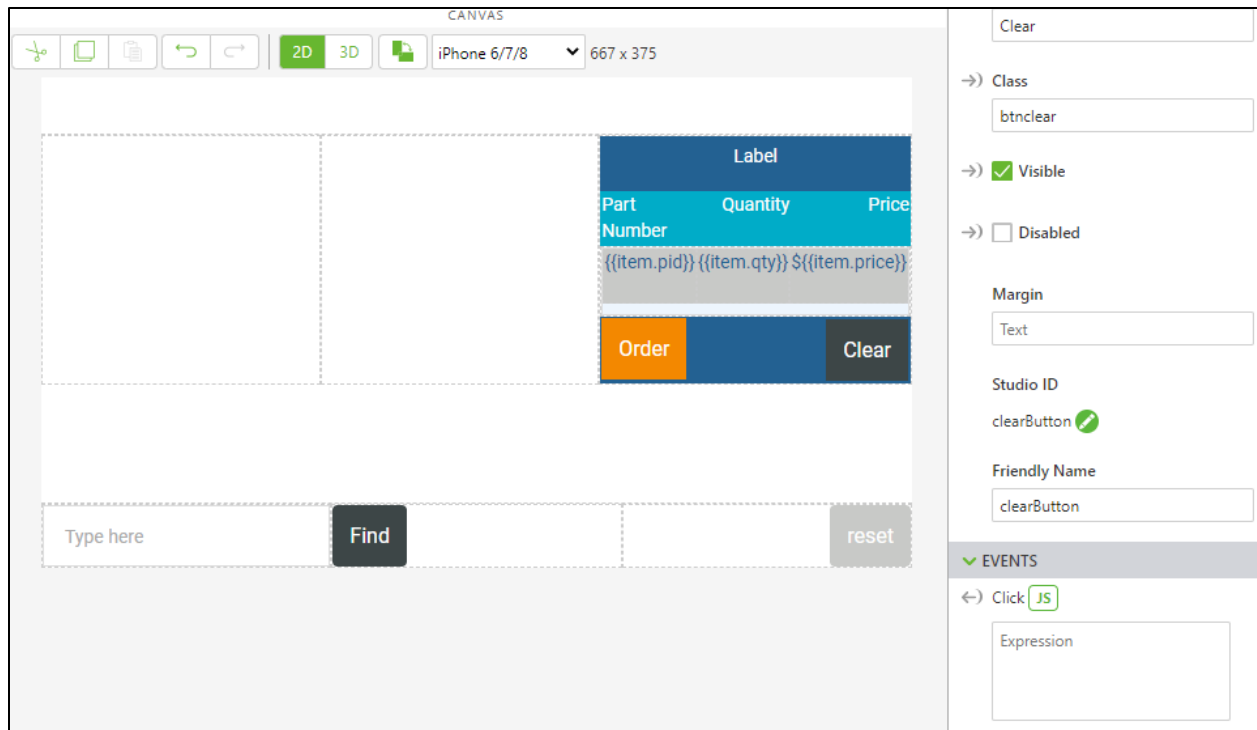 CANVAS
2D 3D iPhone 6/7/8 667 x 375
Label
Part Number Quantity Price
{{item.pid}} {{item.qty}} ${{item.price}}
Order Clear
Type here Find reset
Clear
Class
btnclear
Visible
Disabled
Margin
Text
Studio ID
clearButton
Friendly Name
clearButton
EVENTS
Click JS
Expression